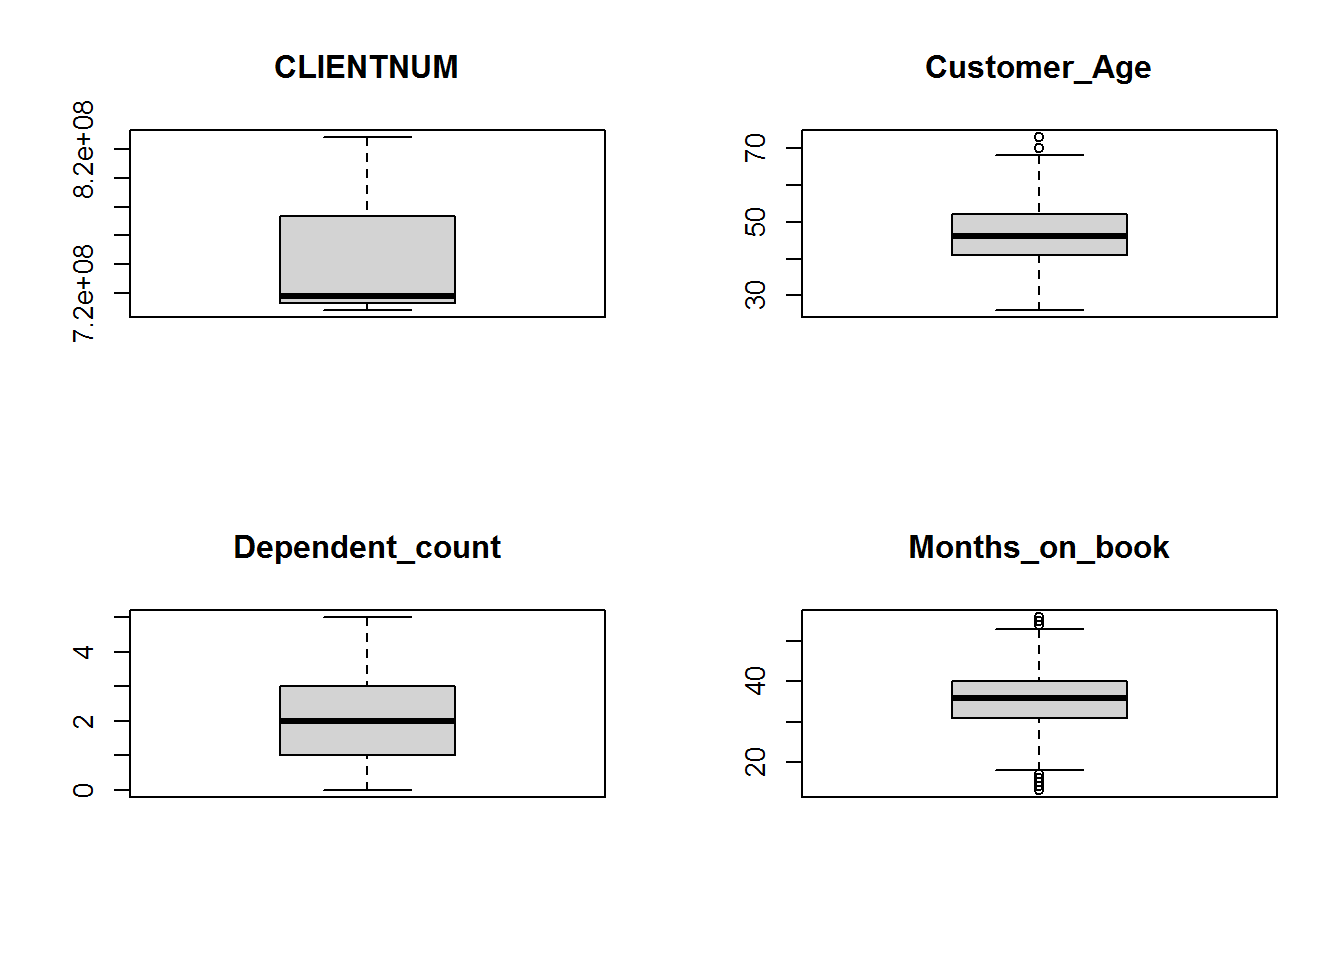 CLIENTNUM
8.2e+08
7.2e+08
Customer_Age
70
50
30
Dependent_count
4
2
0
Months_on_book
40
20